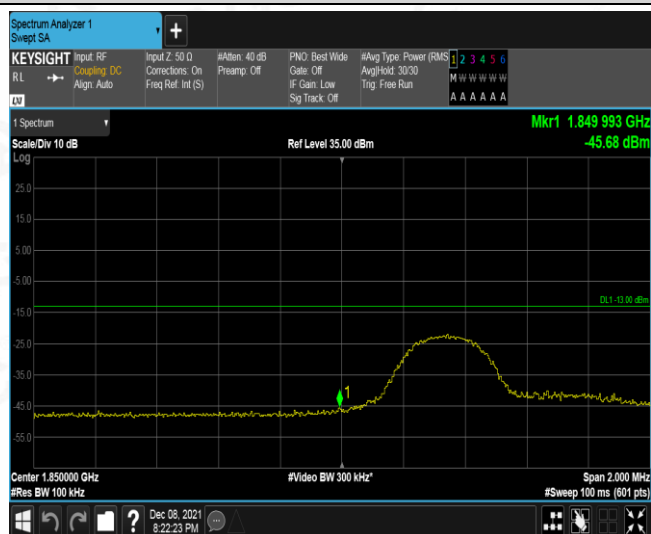 Spectrum Analyzer 1
Swept SA
+
KEYSIGHT Input: RF Input Z: 50 Ω #Atten: 40 dB PNO: Best Wide #Avg Type: Power (RMS 1 2 3 4 5 6
RL Coupling: DC Corrections: On Preamp: Off Gate: Off Avg|Hold: 30/30 M W W W W W
Align: Auto Freq Ref: Int (S) IF Gain: Low Trig: Free Run
LXI Sig Track: Off A A A A A A
1 Spectrum Mkr1 1.849 993 GHz
Scale/Div 10 dB Ref Level 35.00 dBm -45.68 dBm
Log
25.0
15.0
5.00
-5.00
DL1 -13.00 dBm
-15.0
-25.0
-35.0
1
-45.0
-55.0
Center 1.850000 GHz #Video BW 300 kHz* Span 2.000 MHz
#Res BW 100 kHz #Sweep 100 ms (601 pts)
? Dec 08, 2021
8:22:23 PM